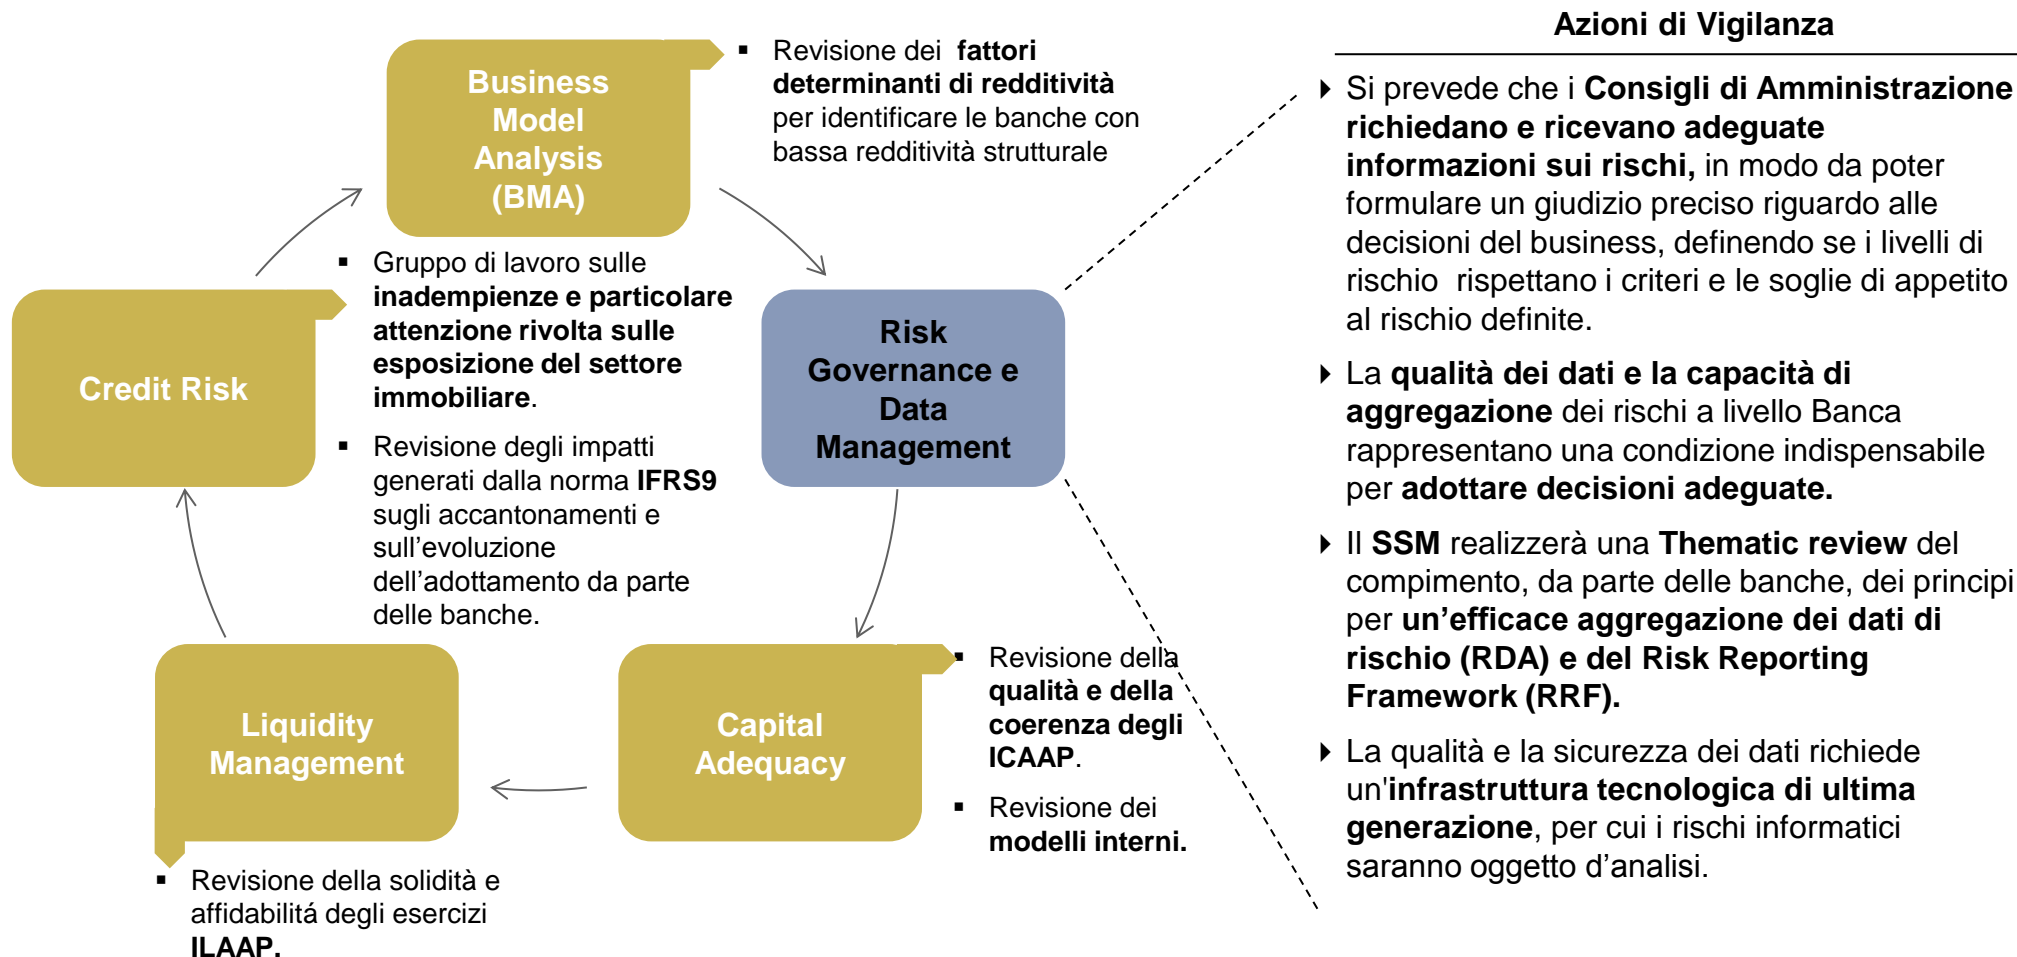 Business
Model
Analysis
(BMA)
▪ Revisione dei fattori
determinanti di redditività
per identificare le banche con
bassa redditività strutturale
Credit Risk
▪ Gruppo di lavoro sulle
inadempienze e particolare
attenzione rivolta sulle
esposizione del settore
immobiliare.
▪ Revisione degli impatti
generati dalla norma IFRS9
sugli accantonamenti e
sull'evoluzione
dell'adottamento da parte
delle banche.
Risk
Governance e
Data
Management
Liquidity
Management
▪ Revisione della solidità e
affidabilitá degli esercizi
ILAAP.
Capital
Adequacy
▪ Revisione della
qualità e della
coerenza degli
ICAAP.
▪ Revisione dei
modelli interni.
Azioni di Vigilanza
Si prevede che i Consigli di Amministrazione
richiedano e ricevano adeguate
informazioni sui rischi, in modo da poter
formulare un giudizio preciso riguardo alle
decisioni del business, definendo se i livelli di
rischio rispettano i criteri e le soglie di appetito
al rischio definite.
La qualità dei dati e la capacità di
aggregazione dei rischi a livello Banca
rappresentano una condizione indispensabile
per adottare decisioni adeguate.
Il SSM realizzerà una Thematic review del
compimento, da parte delle banche, dei principi
per un'efficace aggregazione dei dati di
rischio (RDA) e del Risk Reporting
Framework (RRF).
La qualità e la sicurezza dei dati richiede
un'infrastruttura tecnologica di ultima
generazione, per cui i rischi informatici
saranno oggetto d'analisi.